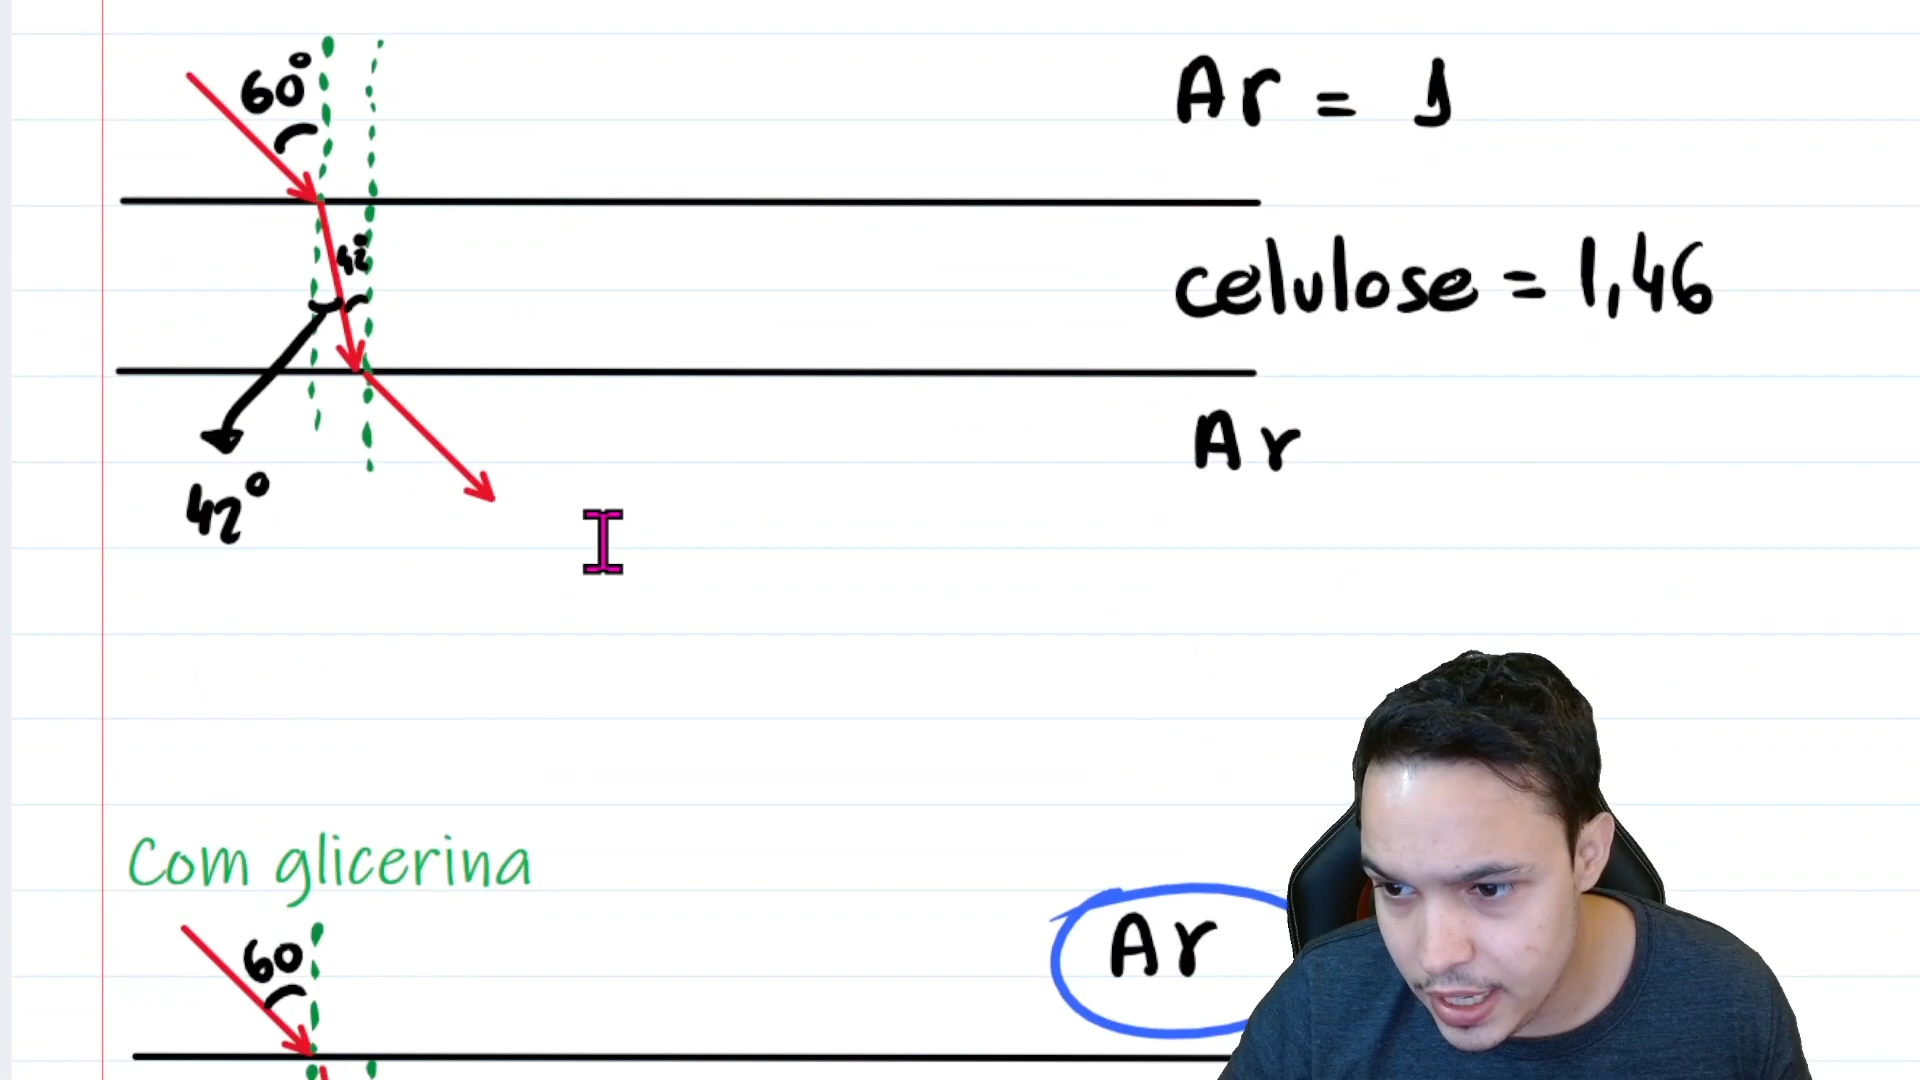 60°
Ar = 1
42°
celulose = 1,46
Ar
42°
Com glicerina
60
Ar